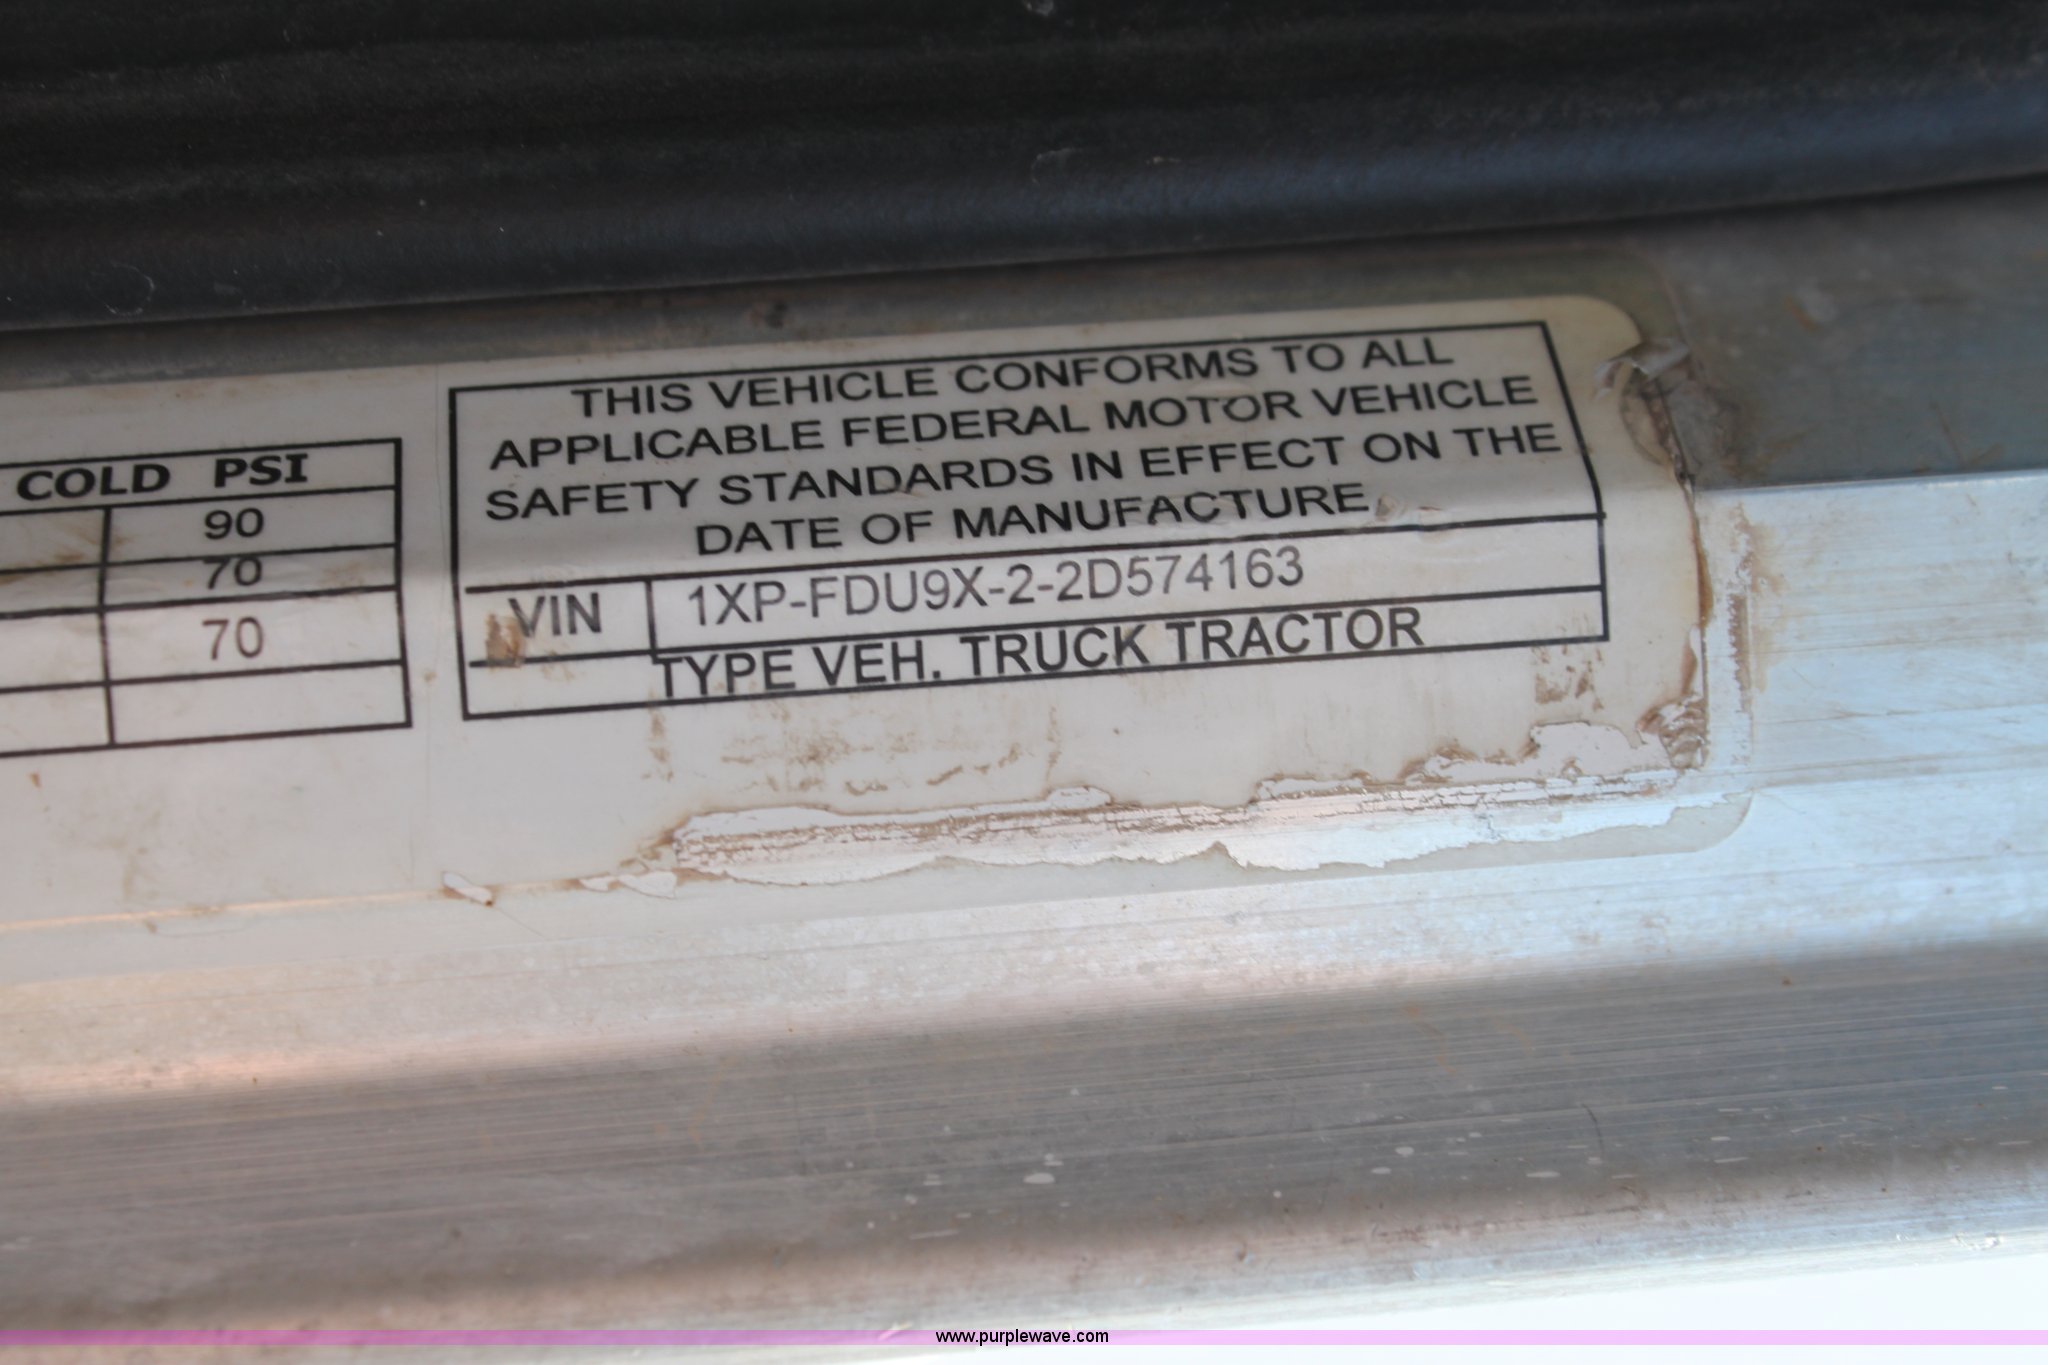 COLD PSI
90
70
70
THIS VEHICLE CONFORMS TO ALL
APPLICABLE FEDERAL MOTOR VEHICLE
SAFETY STANDARDS IN EFFECT ON THE
DATE OF MANUFACTURE
VIN 1XP-FDU9X-2-2D574163
TYPE VEH. TRUCK TRACTOR
www.purplewave.com